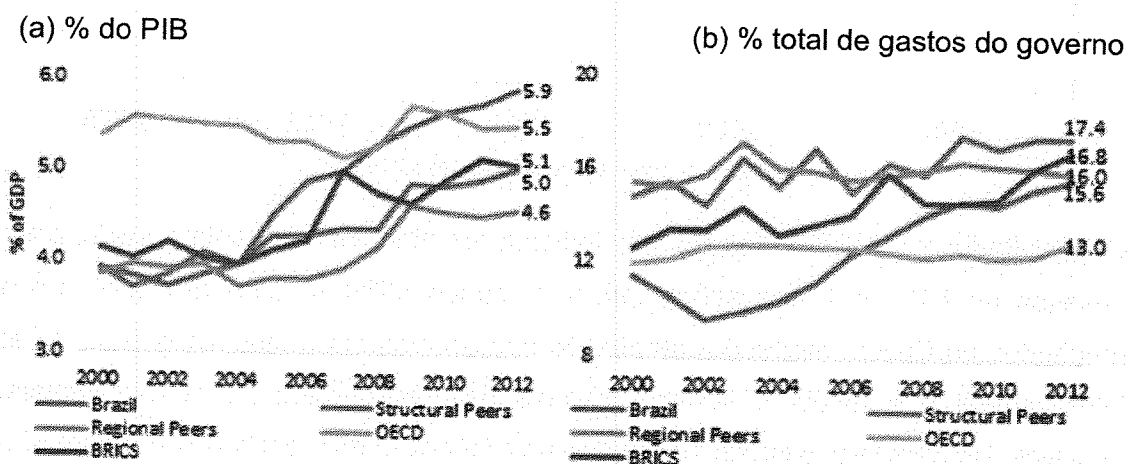 (a) % do PIB
(b) % total de gastos do governo
6.0
5.0
4.0
3.0
% of GDP
5.9
5.5
5.1
5.0
4.6
2000 2002 2004 2006 2008 2010 2012
Brazil
Structural Peers
Regional Peers
OECD
BRICS
20
16
12
8
17.4
16.8
16.0
15.6
13.0
2000 2002 2004 2006 2008 2010 2012
Brazil
Structural Peers
Regional Peers
OECD
BRICS